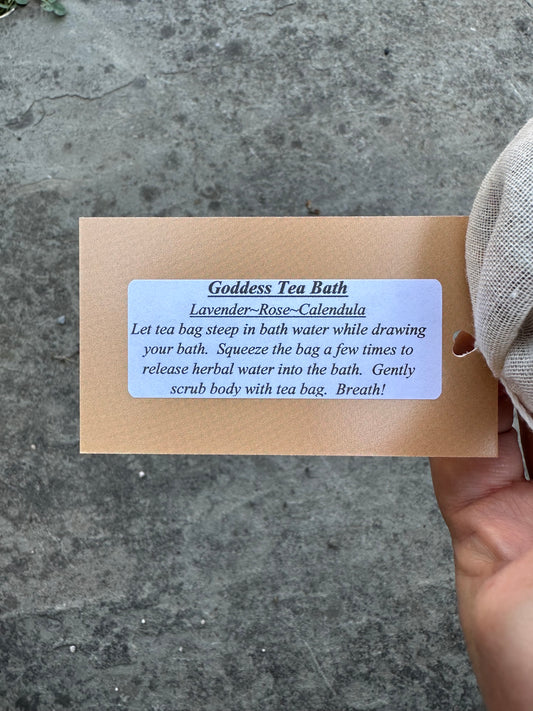 Goddess Tea Bath
Lavender~Rose~Calendula
Let tea bag steep in bath water while drawing
your bath. Squeeze the bag a few times to
release herbal water into the bath. Gently
scrub body with tea bag. Breath!